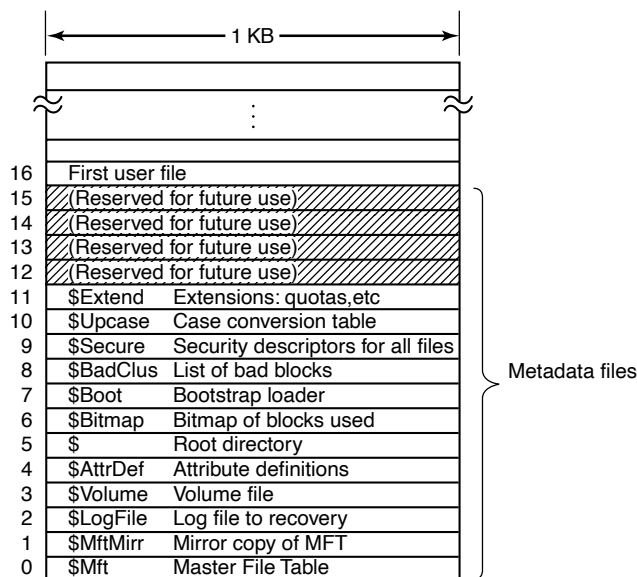 1 KB
16 First user file
15 (Reserved for future use)
14 (Reserved for future use)
13 (Reserved for future use)
12 (Reserved for future use)
11 $Extend Extensions: quotas,etc
10 $Upcase Case conversion table
9 $Secure Security descriptors for all files
8 $BadClus List of bad blocks
7 $Boot Bootstrap loader
6 $Bitmap Bitmap of blocks used
5 $ Root directory
4 $AttrDef Attribute definitions
3 $Volume Volume file
2 $LogFile Log file to recovery
1 $MftMirr Mirror copy of MFT
0 $Mft Master File Table
Metadata files